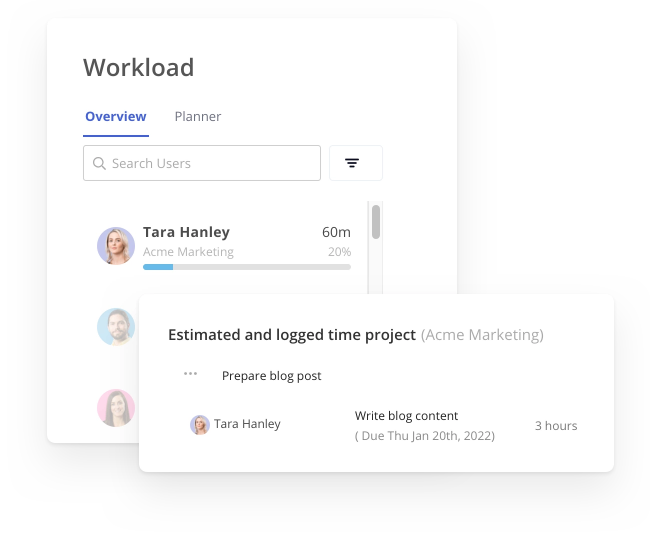 Workload
Overview Planner
Search Users
Tara Hanley 60m
Acme Marketing 20%
Estimated and logged time project (Acme Marketing)
Prepare blog post
Write blog content
Tara Hanley 3 hours
( Due Thu Jan 20th, 2022)